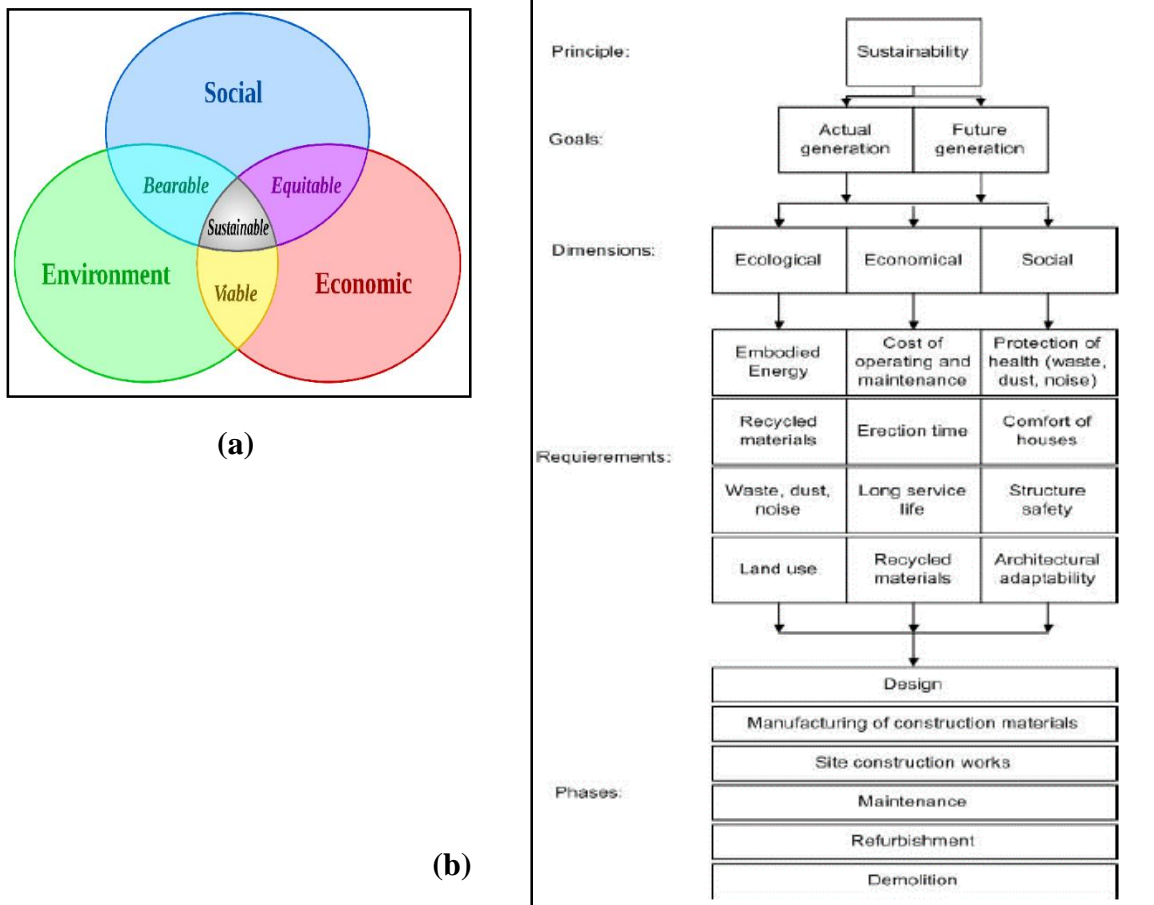 Social
Bearable
Equitable
Sustainable
Environment
Viable
Economic
(a)
(b)
Principle:
Sustainability
Goals:
Actual
generation
Future
generation
Dimensions:
Ecological
Economical
Social
Requierements:
Embodied
Energy
Cost of
operating and
maintenance
Protection of
health (waste,
dust, noise)
Recycled
materials
Erection time
Comfort of
houses
Waste, dust,
noise
Long service
life
Structure
safety
Land use
Recycled
materials
Architectural
adaptability
Phases:
Design
Manufacturing of construction materials
Site construction works
Maintenance
Refurbishment
Demolition